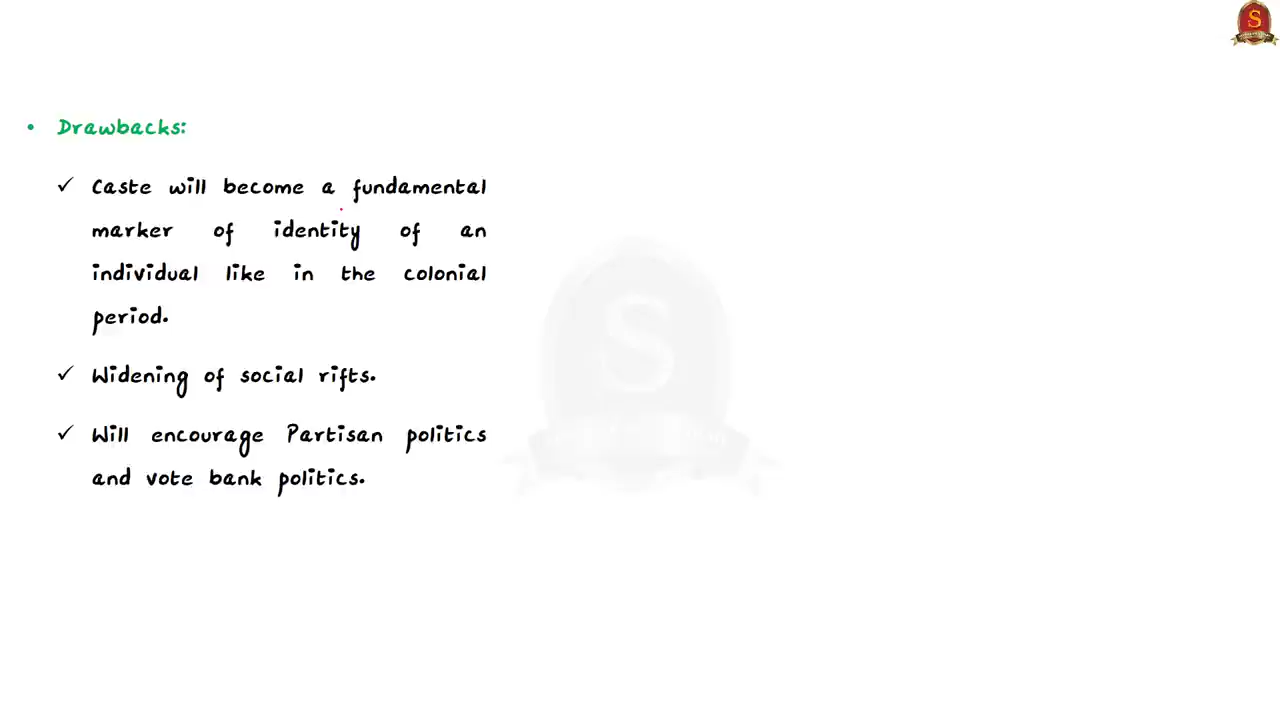 • Drawbacks:
✓ Caste will become a fundamental
marker of identity of an
individual like in the colonial
period.
✓ Widening of social rifts.
✓ Will encourage Partisan politics
and vote bank politics.
S
S